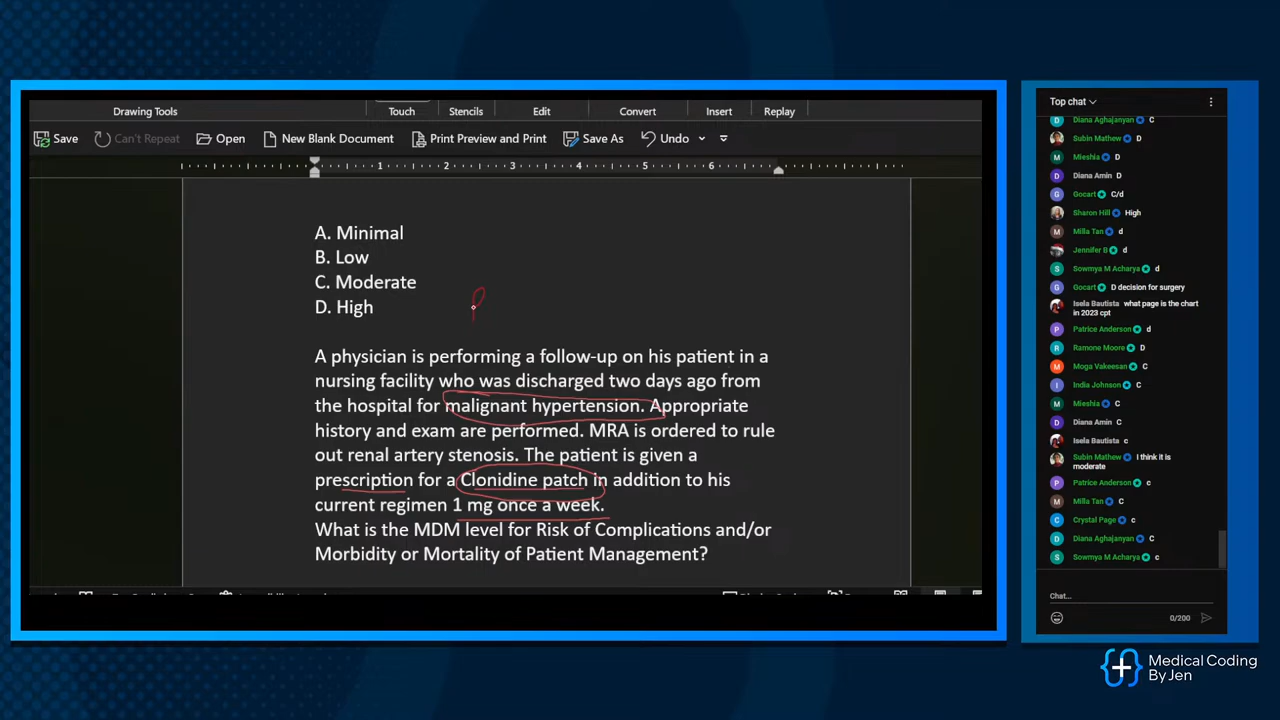 Drawing Tools Touch Stencils Edit Convert Insert Replay
Save Can't Repeat Open New Blank Document Print Preview and Print Save As Undo
1 2 3 4 5 6
A. Minimal
B. Low
C. Moderate
D. High
A physician is performing a follow-up on his patient in a
nursing facility who was discharged two days ago from
the hospital for malignant hypertension. Appropriate
history and exam are performed. MRA is ordered to rule
out renal artery stenosis. The patient is given a
prescription for a Clonidine patch in addition to his
current regimen 1 mg once a week.
What is the MDM level for Risk of Complications and/or
Morbidity or Mortality of Patient Management?
Top chat
D Diana Aghajanyan C
Subin Mathew D
M Mieshia D
D Diana Amin D
G Gocart C/d
Sharon Hill High
M Milla Tan d
Jennifer B d
S Sowmya M Acharya d
G Gocart D decision for surgery
Isela Bautista what page is the chart
in 2023 cpt
P Patrice Anderson d
R Ramone Moore D
M Moga Vakeesan C
I India Johnson C
M Mieshia C
D Diana Amin C
Isela Bautista c
Subin Mathew I think it is
moderate
P Patrice Anderson c
M Milla Tan C
C Crystal Page c
D Diana Aghajanyan C
S Sowmya M Acharya c
Chat...
0/200
Medical Coding
By Jen